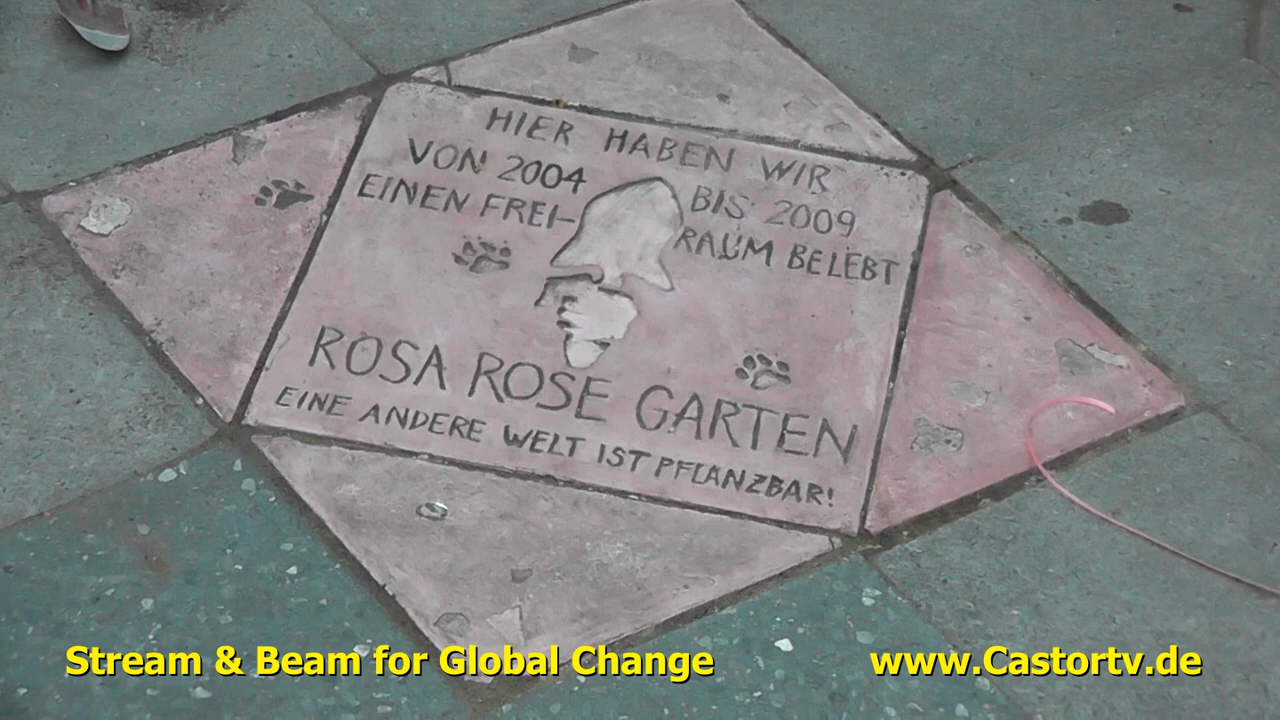 HIER HABEN WIR
VON 2004 BIS 2009
EINEN FREI- RAUM BELEBT
ROSA ROSE GARTEN
EINE ANDERE WELT IST PFLANZBAR!
Stream & Beam for Global Change
www.Castortv.de